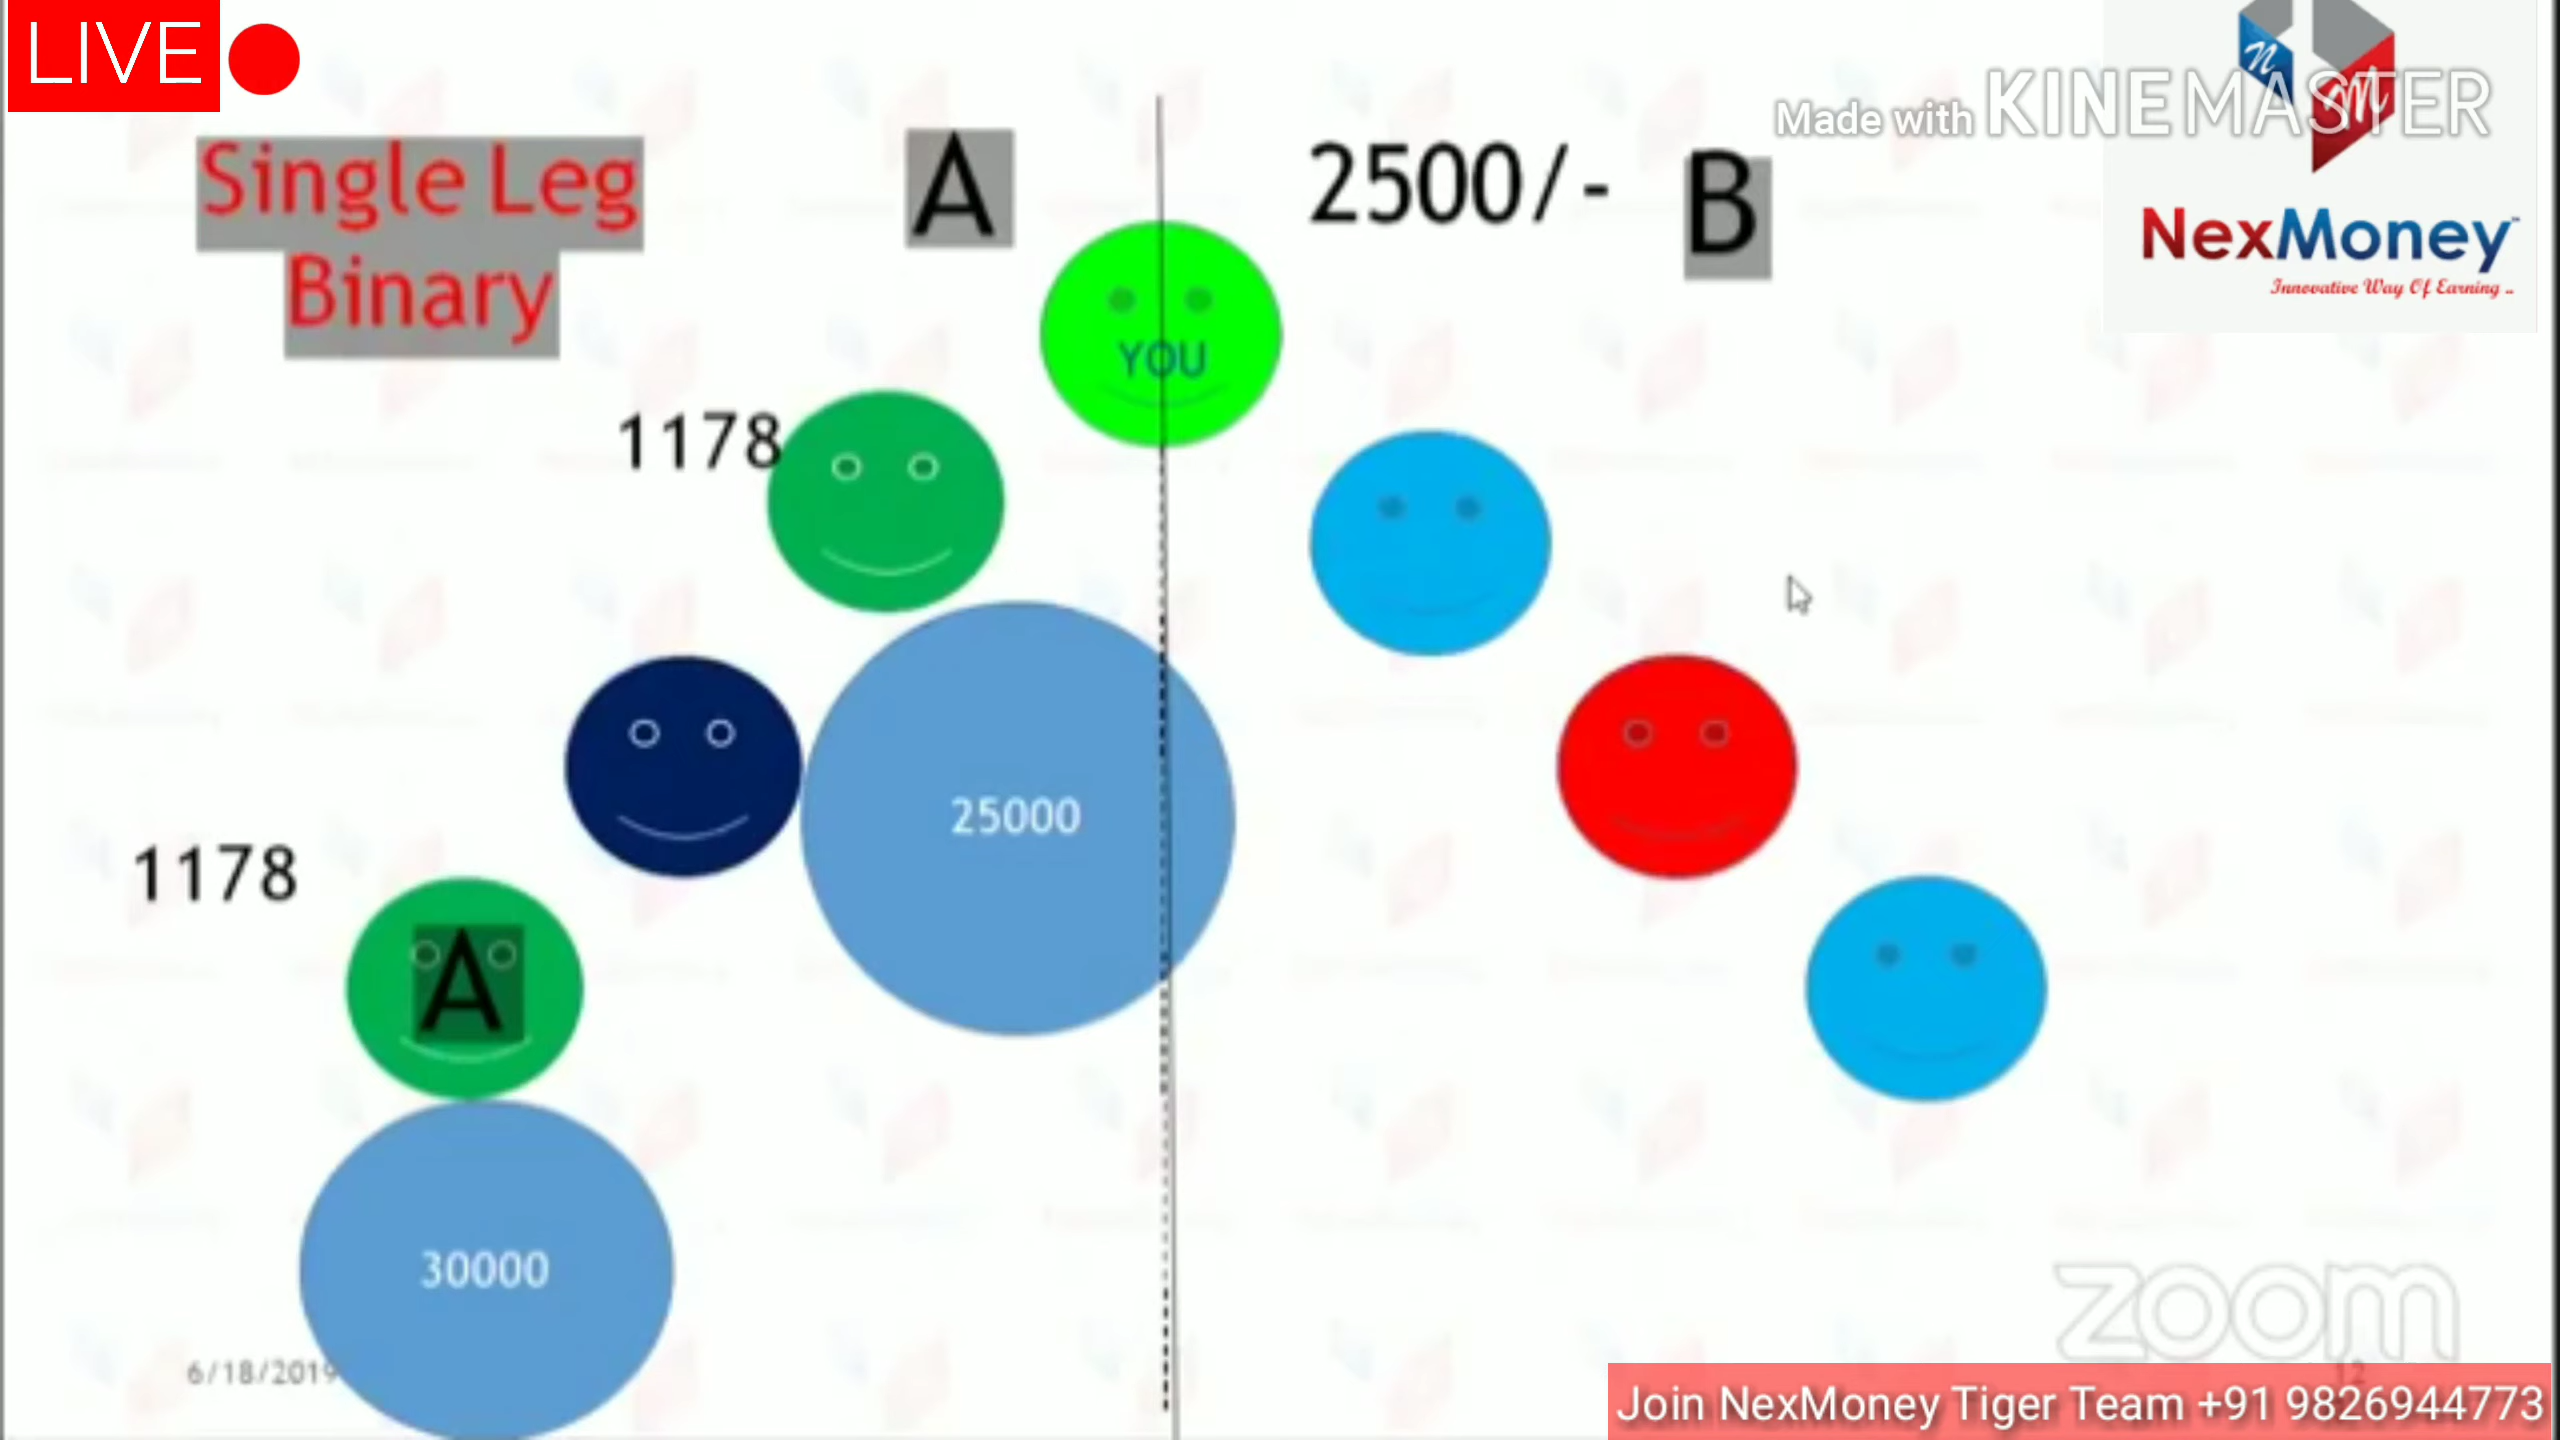 LIVE
Made with KINEMASTER
Single Leg
Binary
A
2500/-
B
NexMoney
Innovative Way Of Earning ..
YOU
1178
25000
1178
A
30000
zoom
6/18/2019
12
Join NexMoney Tiger Team +91 9826944773